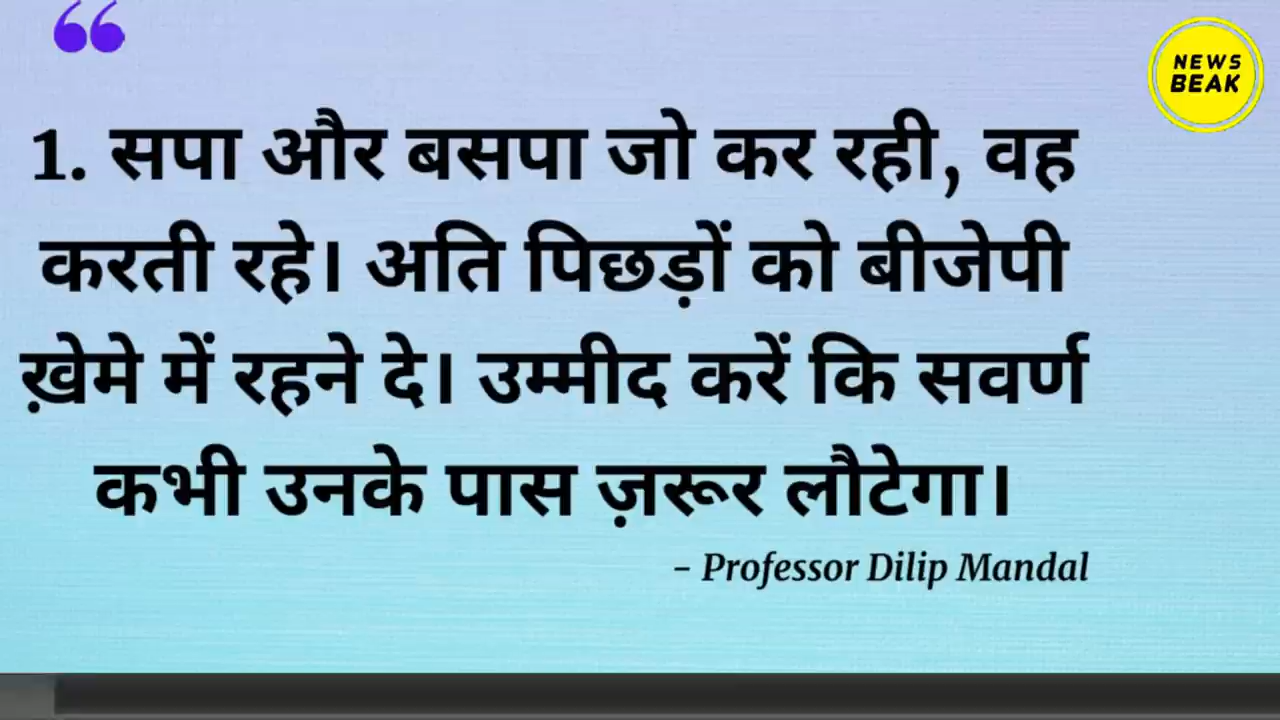 NEWS
BEAK
1. सपा और बसपा जो कर रही, वह
करती रहे। अति पिछड़ों को बीजेपी
ख़ेमे में रहने दे। उम्मीद करें कि सवर्ण
कभी उनके पास ज़रूर लौटेगा।
– Professor Dilip Mandal